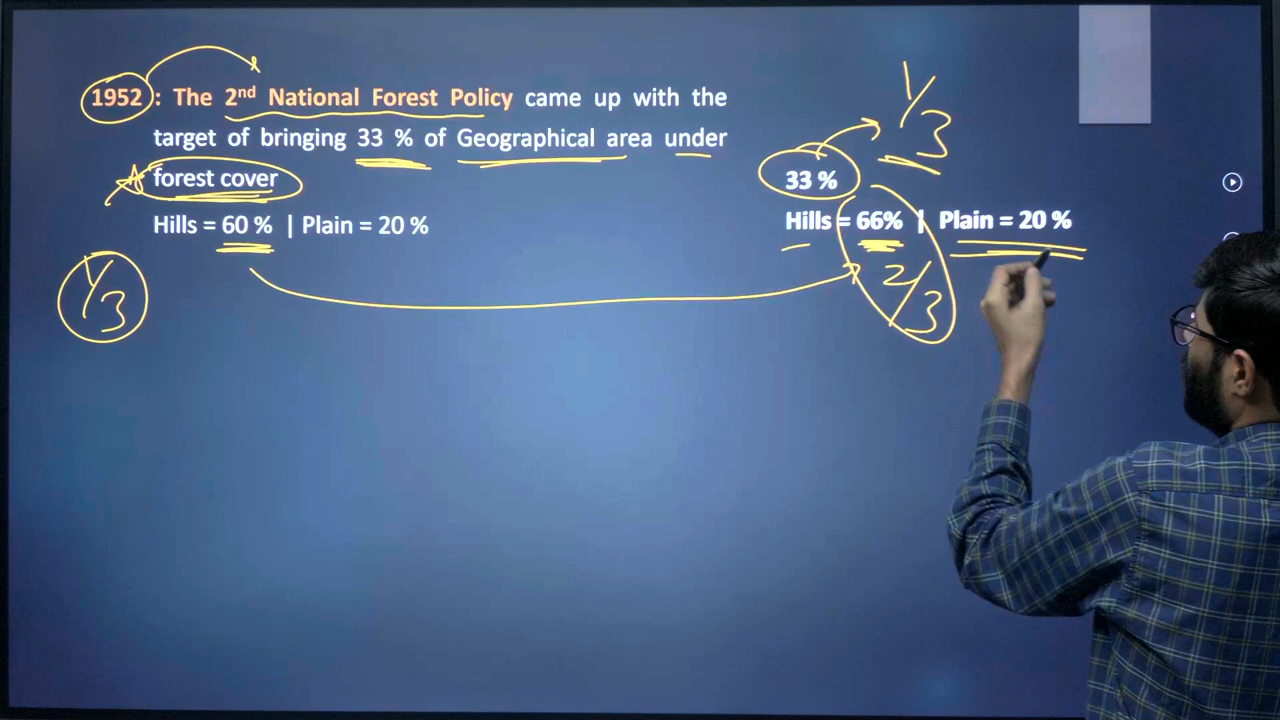 1952 : The 2nd National Forest Policy came up with the
target of bringing 33 % of Geographical area under
forest cover
Hills = 60 % | Plain = 20 %
1/3
1/3
33 %
Hills = 66% | Plain = 20 %
2/3